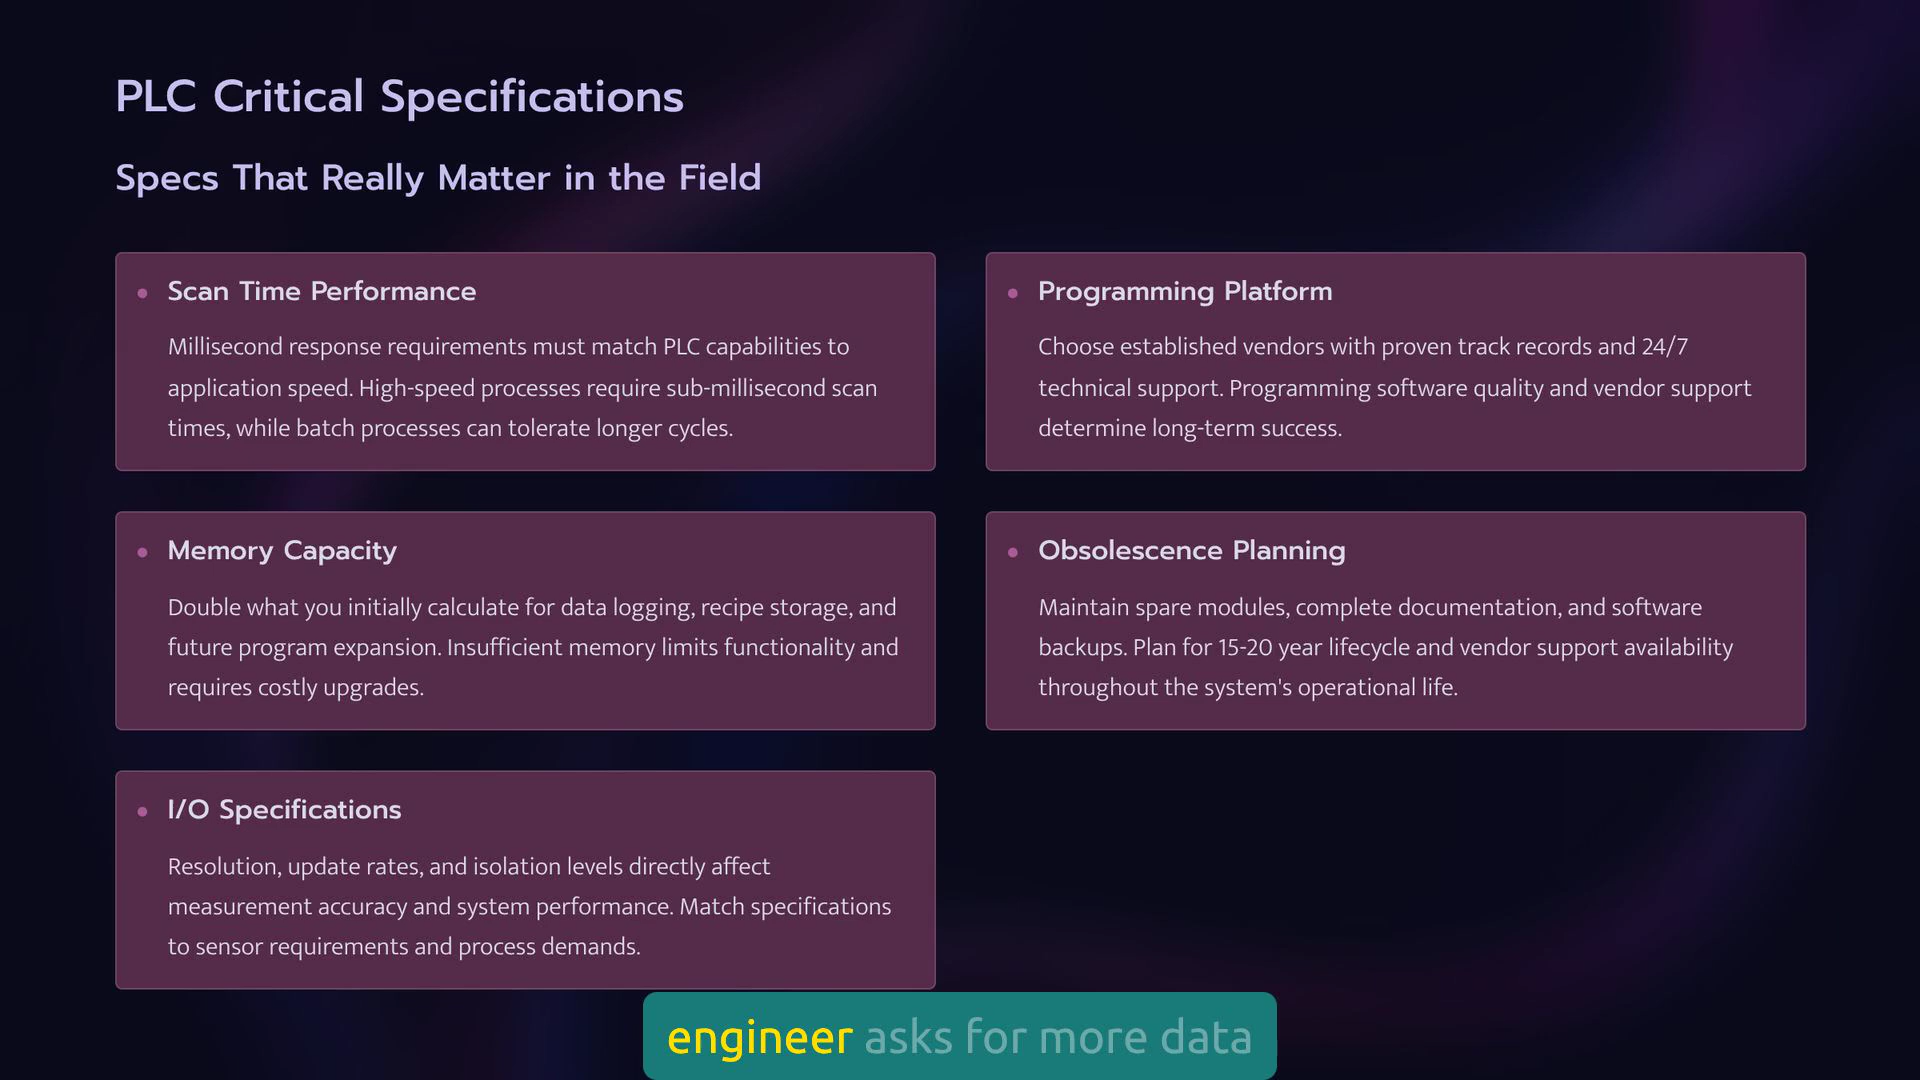 PLC Critical Specifications
Specs That Really Matter in the Field
Scan Time Performance
Millisecond response requirements must match PLC capabilities to
application speed. High-speed processes require sub-millisecond scan
times, while batch processes can tolerate longer cycles.
Programming Platform
Choose established vendors with proven track records and 24/7
technical support. Programming software quality and vendor support
determine long-term success.
Memory Capacity
Double what you initially calculate for data logging, recipe storage, and
future program expansion. Insufficient memory limits functionality and
requires costly upgrades.
Obsolescence Planning
Maintain spare modules, complete documentation, and software
backups. Plan for 15-20 year lifecycle and vendor support availability
throughout the system's operational life.
I/O Specifications
Resolution, update rates, and isolation levels directly affect
measurement accuracy and system performance. Match specifications
to sensor requirements and process demands.
engineer asks for more data